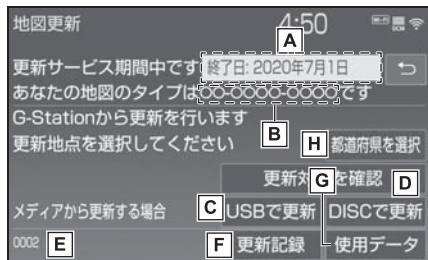 地図更新 A 4:50
更新サービス期間中です 終了日: 2020年7月1日
あなたの地図のタイプは○○-○○○○-○○○○です
G-Stationから更新を行います B
更新地点を選択してください H 都道府県を選択
更新対 G を確認 D
メディアから更新する場合 C USBで更新 DISCで更新
0002 E F 更新記録 使用データ